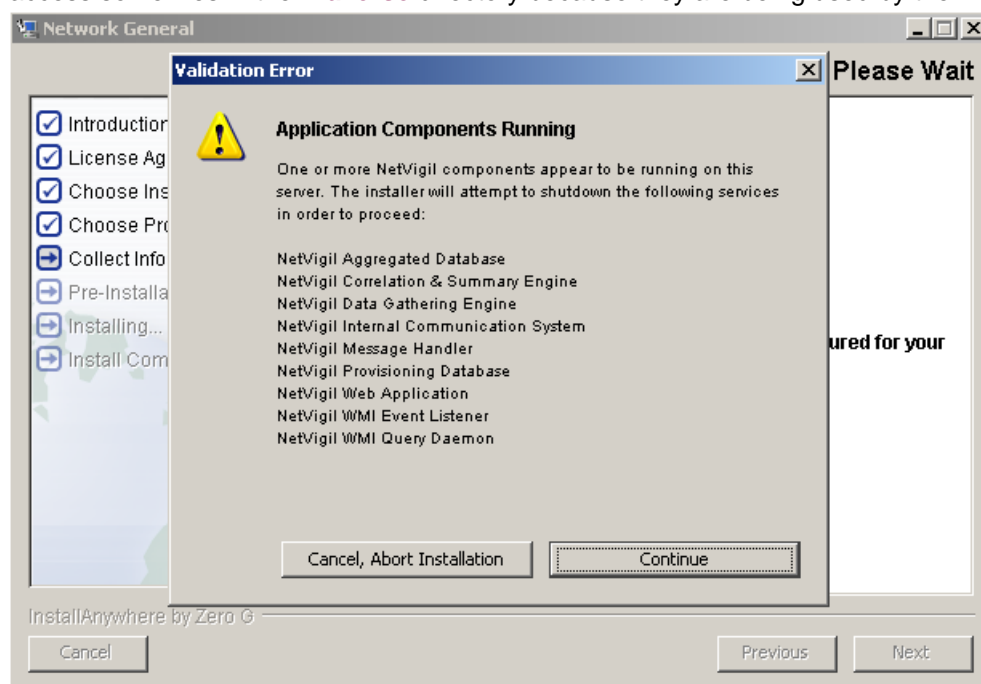 Network General
Validation Error
Please Wait
Introduction
License Ag
Choose Ins
Choose Pro
Collect Info
Pre-Installa
Installing...
Install Com
Application Components Running
One or more NetVigil components appear to be running on this
server. The installer will attempt to shutdown the following services
in order to proceed:
NetVigil Aggregated Database
NetVigil Correlation & Summary Engine
NetVigil Data Gathering Engine
NetVigil Internal Communication System
NetVigil Message Handler
NetVigil Provisioning Database
NetVigil Web Application
NetVigil WMI Event Listener
NetVigil WMI Query Daemon
ured for your
Cancel, Abort Installation
Continue
InstallAnywhere by Zero G
Cancel
Previous
Next